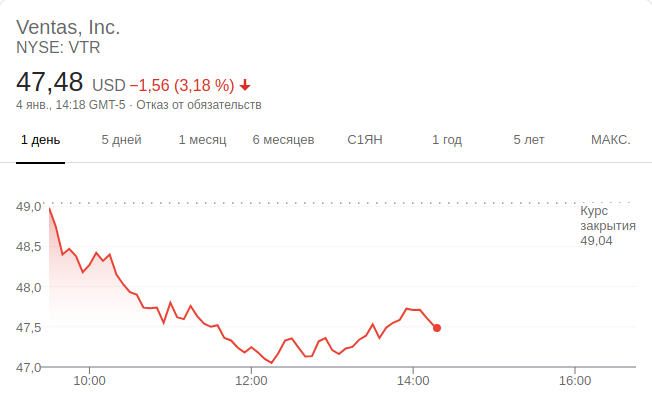 Ventas, Inc.
NYSE: VTR
47,48 USD −1,56 (3,18 %)
4 янв., 14:18 GMT-5 · Отказ от обязательств
1 день 5 дней 1 месяц 6 месяцев С1ЯН 1 год 5 лет МАКС.
49,0
Курс
закрытия
49,04
48,5
48,0
47,5
47,0
10:00 12:00 14:00 16:00